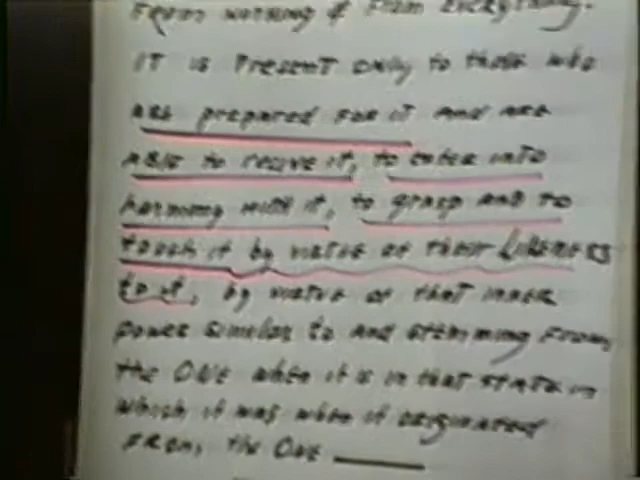 From nothing & From Everything.
IT is Present only to those who
are prepared for it and are
Able to receive it, to enter into
harmony with it, to grasp and to
touch it by virtue of their Likeness
to it, by virtue of that inner
power similar to and stemming From
the ONE when it is in that state in
which it was when it originated
From, the ONE